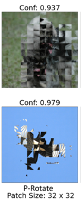 Conf: 0.937
Conf: 0.979
P-Rotate
Patch Size: 32 x 32